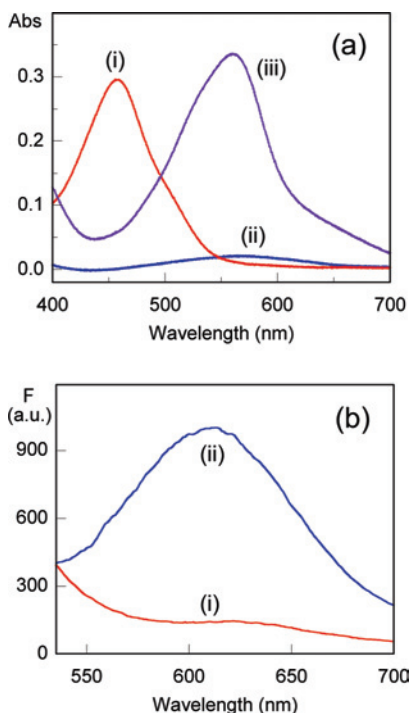 Abs
(a)
(i)
(iii)
0.3
0.2
0.1
(ii)
0.0
400 500 600 700
Wavelength (nm)
F
(a.u.)
(b)
900
(ii)
600
300
(i)
0
550 600 650 700
Wavelength (nm)